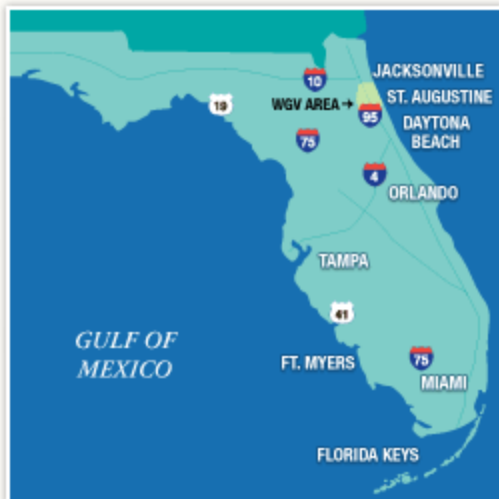 JACKSONVILLE
10
ST. AUGUSTINE
WGV AREA
19
95
DAYTONA
BEACH
75
4
ORLANDO
TAMPA
41
GULF OF
MEXICO
FT. MYERS
75
MIAMI
FLORIDA KEYS